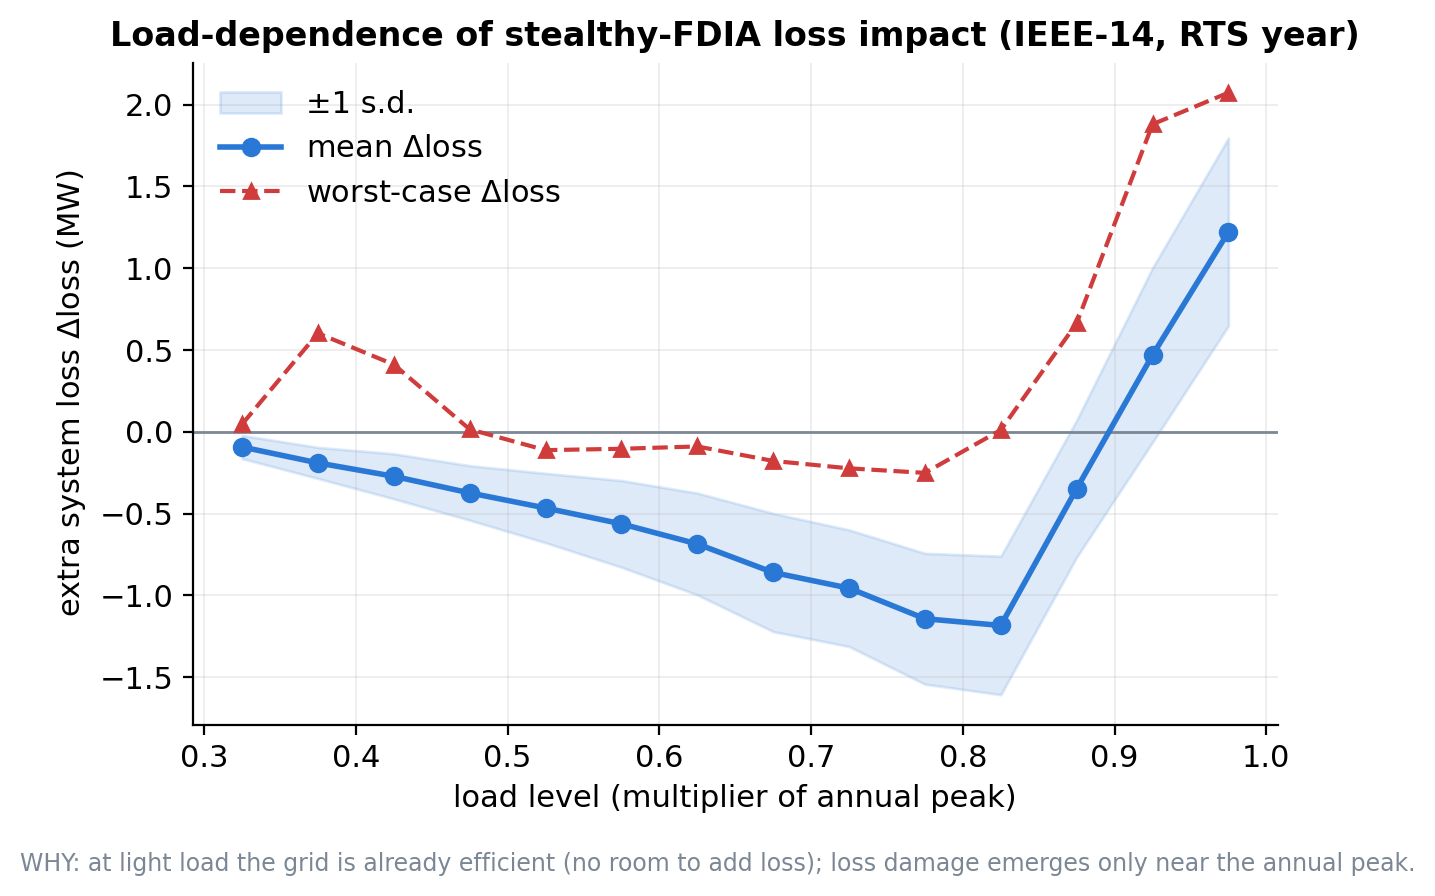 Load-dependence of stealthy-FDIA loss impact (IEEE-14, RTS year)
±1 s.d.
mean Δloss
worst-case Δloss
extra system loss Δloss (MW)
2.0
1.5
1.0
0.5
0.0
−0.5
−1.0
−1.5
0.3 0.4 0.5 0.6 0.7 0.8 0.9 1.0
load level (multiplier of annual peak)
WHY: at light load the grid is already efficient (no room to add loss); loss damage emerges only near the annual peak.